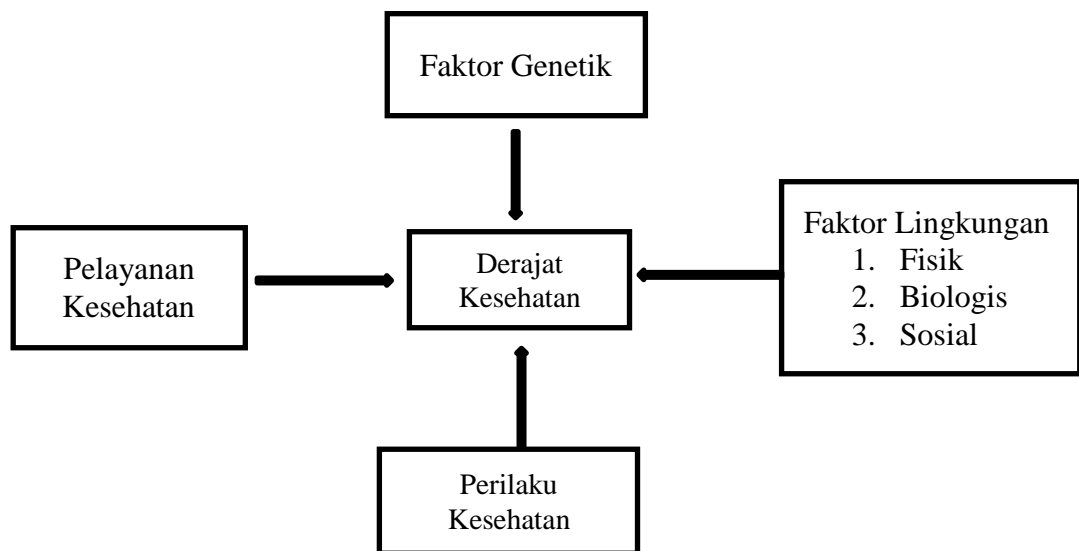 Faktor Genetik
Pelayanan
Kesehatan
Derajat
Kesehatan
Faktor Lingkungan
1. Fisik
2. Biologis
3. Sosial
Perilaku
Kesehatan